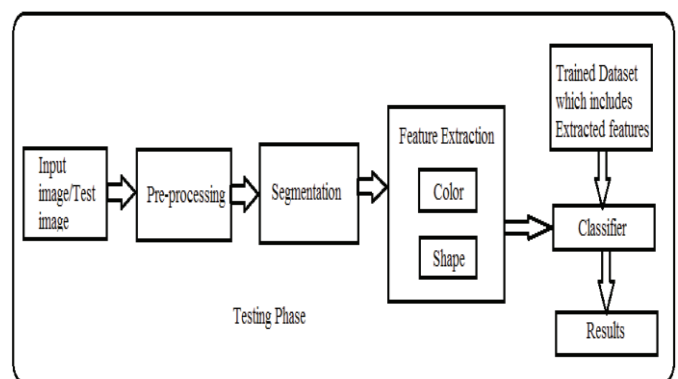 Input
image/Test
image
Pre-processing
Segmentation
Feature Extraction
Color
Shape
Trained Dataset
which includes
Extracted features
Classifier
Results
Testing Phase